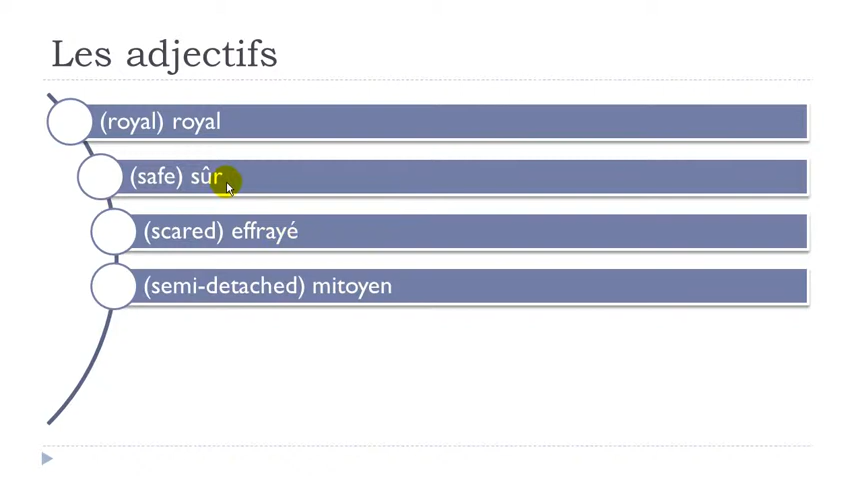 Les adjectifs
(royal) royal
(safe) sûr
(scared) effrayé
(semi-detached) mitoyen